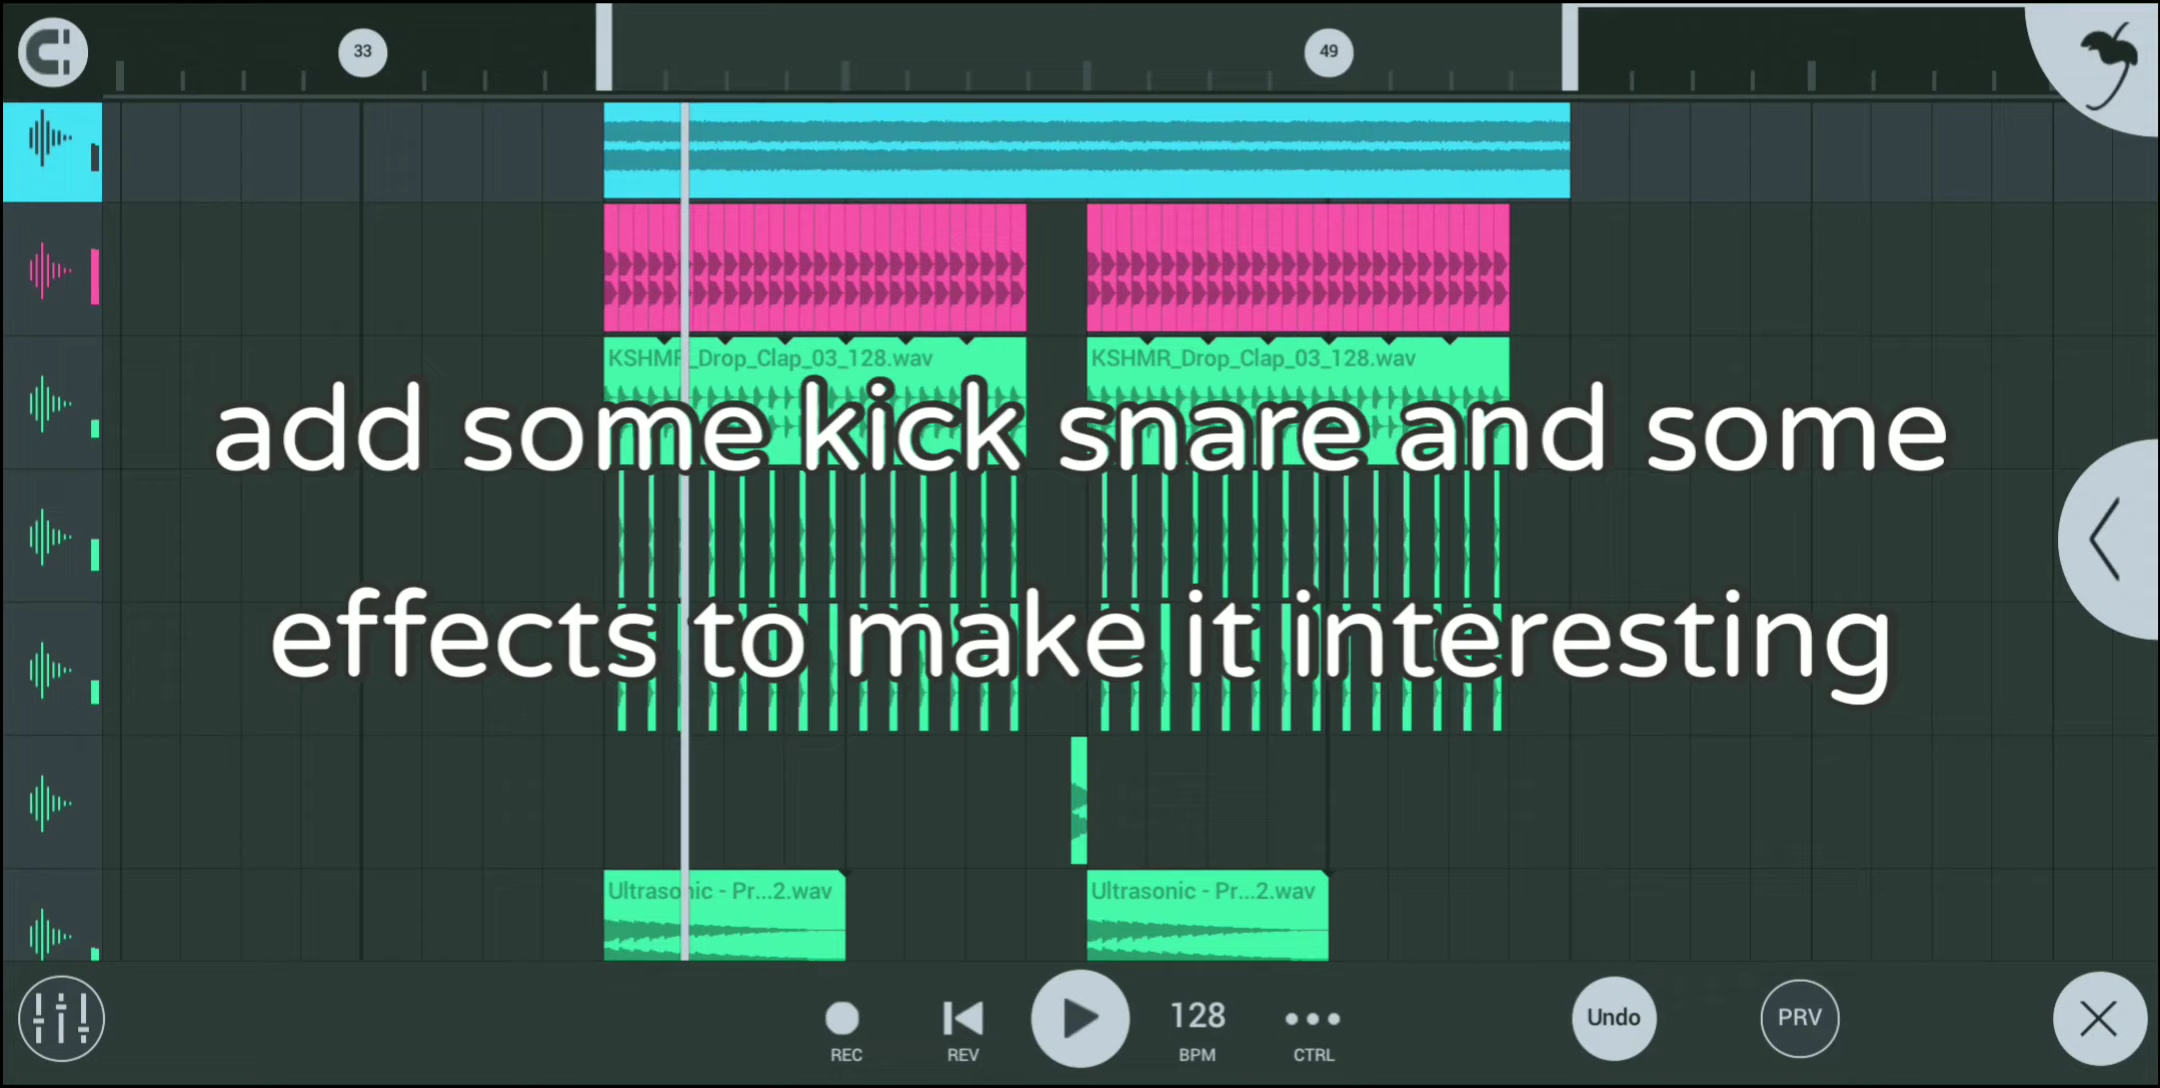 33
49
KSHMR_Drop_Clap_03_128.wav
KSHMR_Drop_Clap_03_128.wav
add some kick snare and some
effects to make it interesting
Ultrasonic - Pr...2.wav
Ultrasonic - Pr...2.wav
REC
REV
128
BPM
CTRL
Undo
PRV